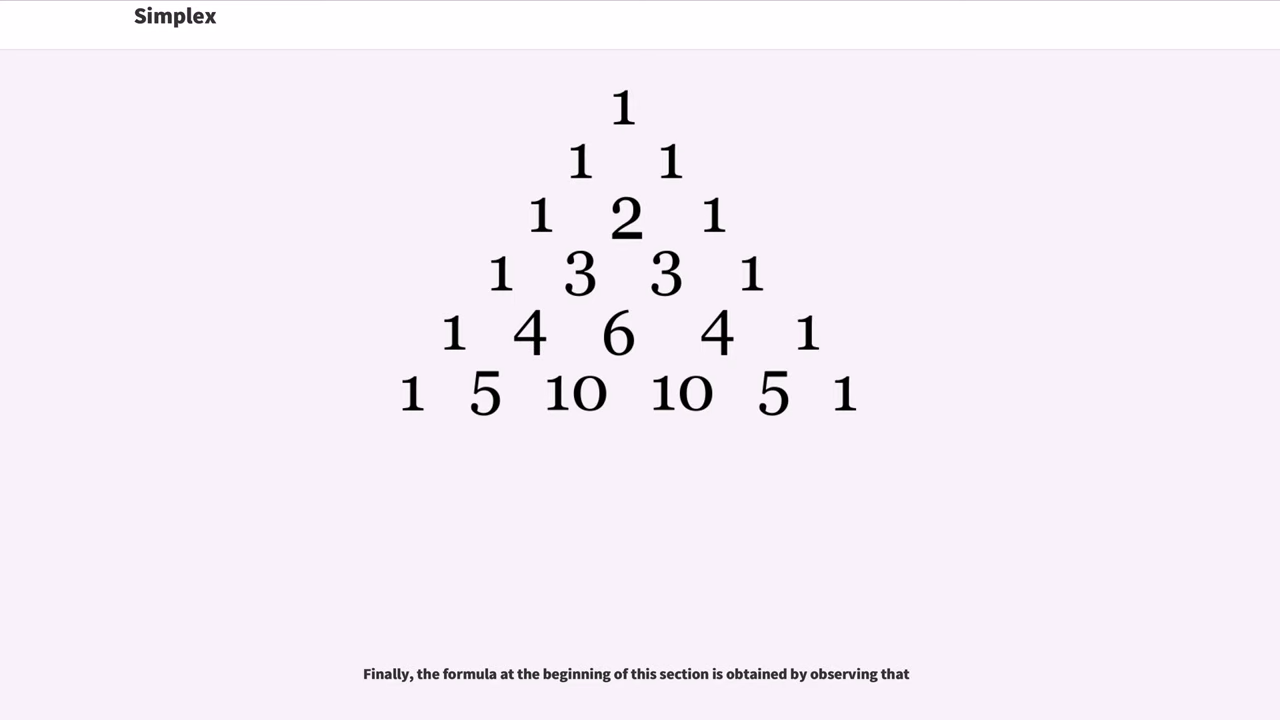 Simplex
1
1 1
1 2 1
1 3 3 1
1 4 6 4 1
1 5 10 10 5 1
Finally, the formula at the beginning of this section is obtained by observing that